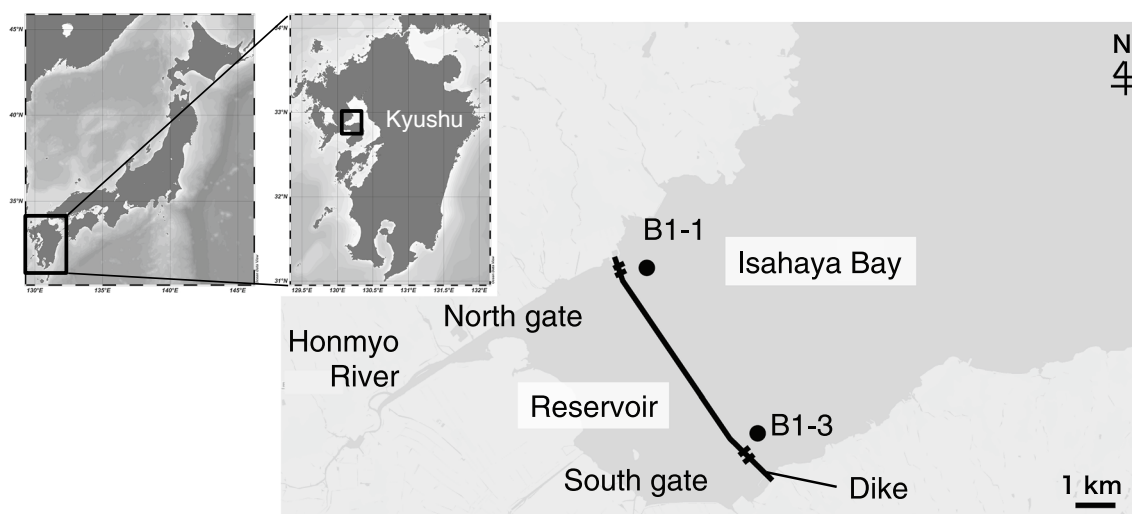 45°N
40°N
35°N
130°E
135°E
140°E
145°E
34°N
33°N
32°N
31°N
129.5°E
130°E
130.5°E
131°E
131.5°E
132°E
Kyushu
N
B1-1
Isahaya Bay
North gate
Honmyo
River
Reservoir
B1-3
South gate
Dike
1 km